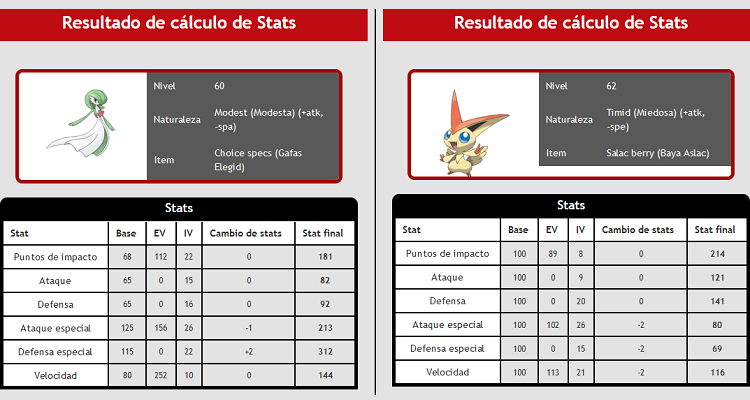 Resultado de cálculo de Stats
Nivel 60
Naturaleza Modest (Modesta) (+atk,
-spa)
Item Choice specs (Gafas
Elegid)
Stats
Stat Base EV IV Cambio de stats Stat final
Puntos de impacto 68 112 22 0 181
Ataque 65 0 15 0 82
Defensa 65 0 16 0 92
Ataque especial 125 156 26 -1 213
Defensa especial 115 0 22 +2 312
Velocidad 80 252 10 0 144
Resultado de cálculo de Stats
Nivel 62
Naturaleza Timid (Miedosa) (+atk,
-spe)
Item Salac berry (Baya Aslac)
Stats
Stat Base EV IV Cambio de stats Stat final
Puntos de impacto 100 89 8 0 214
Ataque 100 0 9 0 121
Defensa 100 0 20 0 141
Ataque especial 100 102 26 -2 80
Defensa especial 100 0 15 -2 69
Velocidad 100 113 21 -2 116